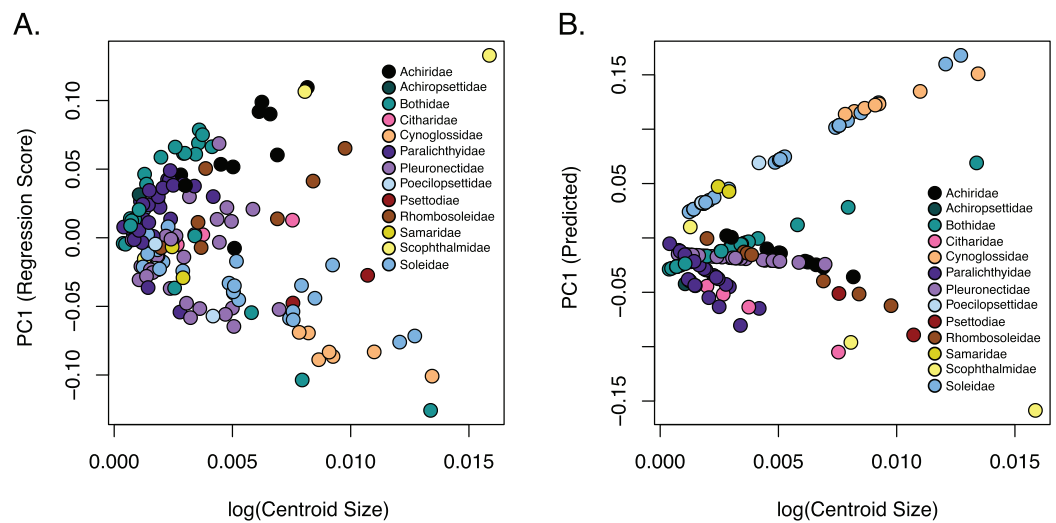 A.
PC1 (Regression Score)
0.10
0.05
0.00
−0.05
−0.10
Achiridae
Achiropsettidae
Bothidae
Citharidae
Cynoglossidae
Paralichthyidae
Pleuronectidae
Poecilopsettidae
Psettodiae
Rhombosoleidae
Samaridae
Scophthalmidae
Soleidae
0.000 0.005 0.010 0.015
log(Centroid Size)
B.
PC1 (Predicted)
0.15
0.05
−0.05
−0.15
Achiridae
Achiropsettidae
Bothidae
Citharidae
Cynoglossidae
Paralichthyidae
Pleuronectidae
Poecilopsettidae
Psettodiae
Rhombosoleidae
Samaridae
Scophthalmidae
Soleidae
0.000 0.005 0.010 0.015
log(Centroid Size)